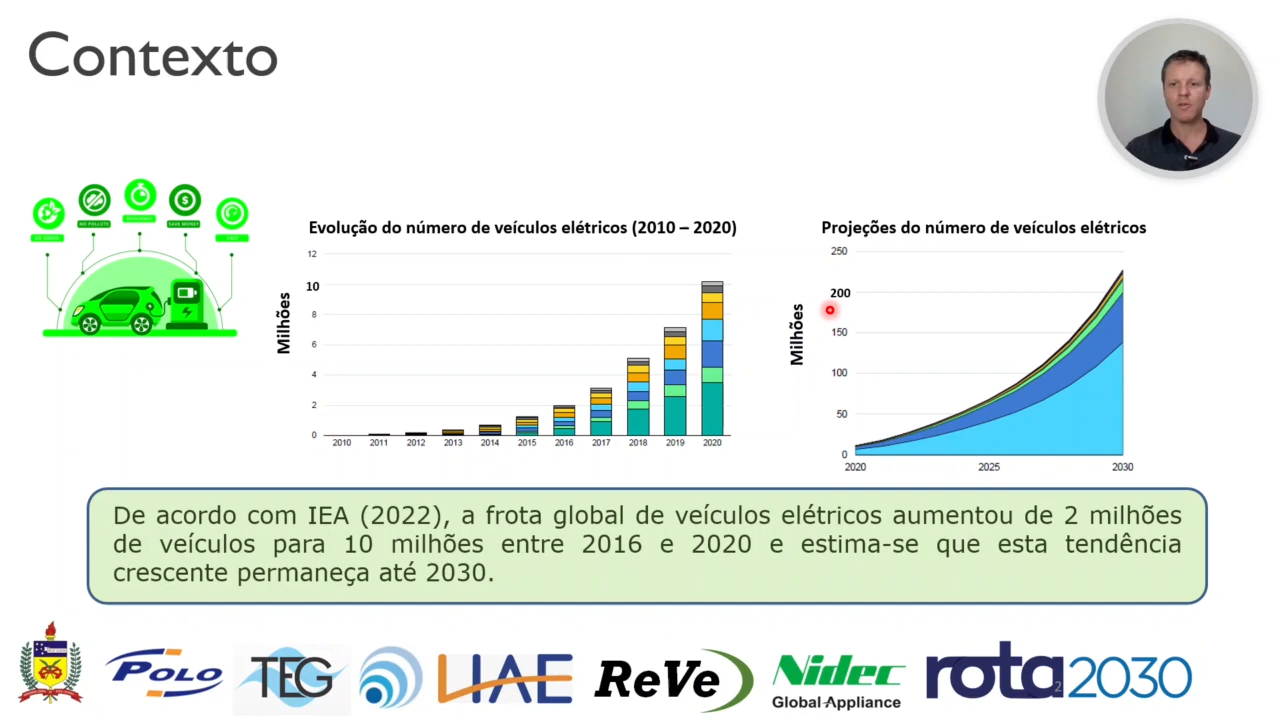 Contexto
NO POLLUTE
SAVE MONEY
Evolução do número de veículos elétricos (2010 – 2020)
Milhões
12
10
8
6
4
2
0
2010 2011 2012 2013 2014 2015 2016 2017 2018 2019 2020
Projeções do número de veículos elétricos
Milhões
250
200
150
100
50
0
2020 2025 2030
De acordo com IEA (2022), a frota global de veículos elétricos aumentou de 2 milhões
de veículos para 10 milhões entre 2016 e 2020 e estima-se que esta tendência
crescente permaneça até 2030.
POLO
TEG
LIAE
ReVe
Nidec
Global Appliance
rota2030
2